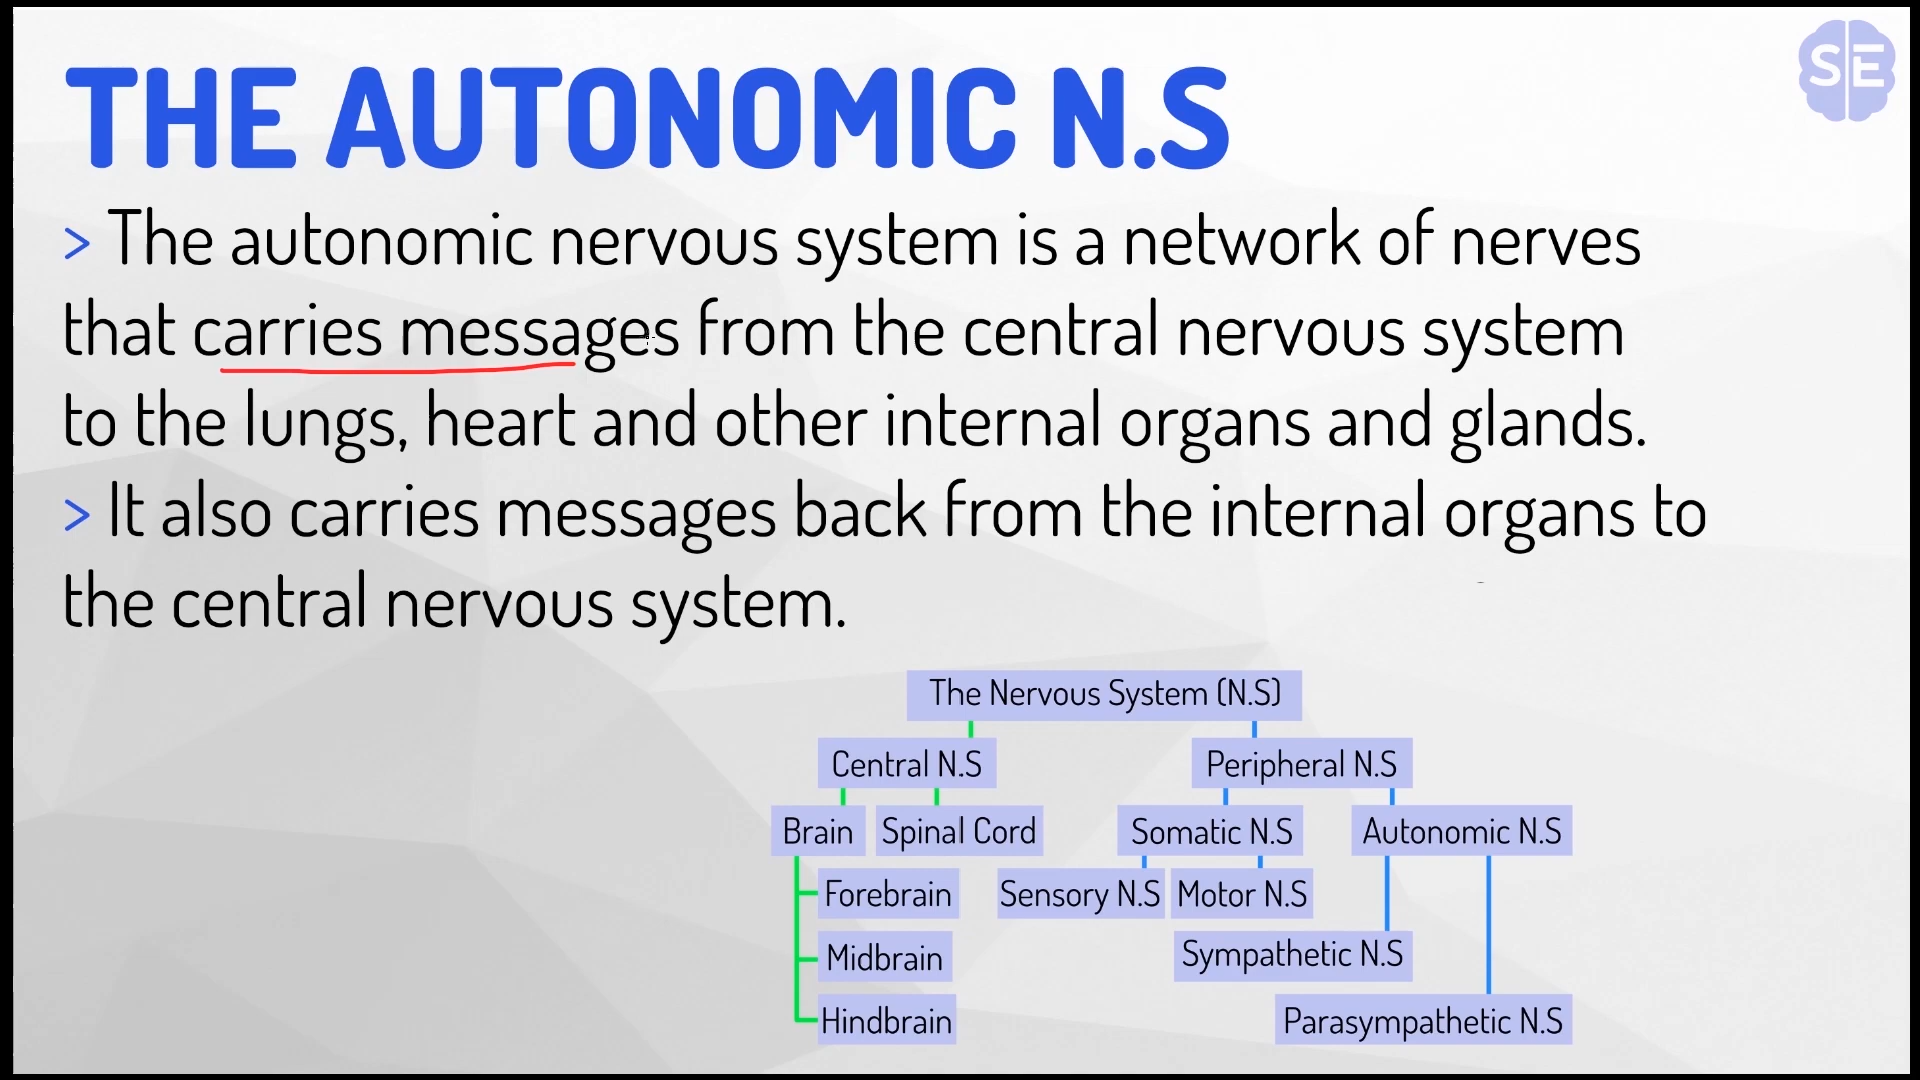 SE
THE AUTONOMIC N.S
> The autonomic nervous system is a network of nerves
that carries messages from the central nervous system
to the lungs, heart and other internal organs and glands.
> It also carries messages back from the internal organs to
the central nervous system.
The Nervous System (N.S)
Central N.S
Peripheral N.S
Brain
Spinal Cord
Somatic N.S
Autonomic N.S
Forebrain
Sensory N.S
Motor N.S
Midbrain
Sympathetic N.S
Hindbrain
Parasympathetic N.S